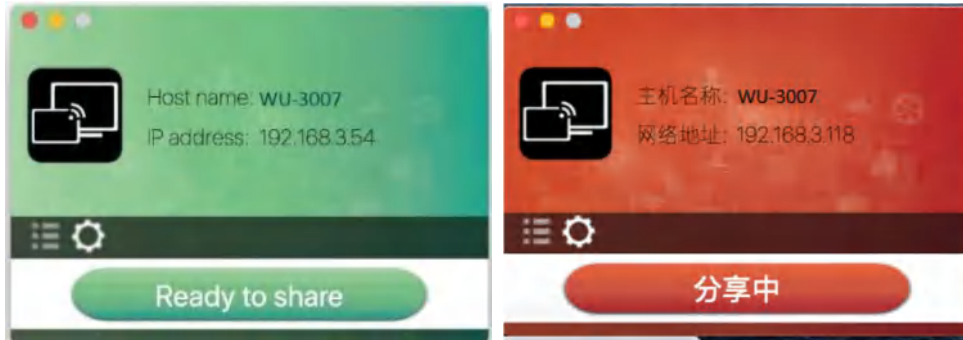 Host name: WU-3007
IP address: 192.168.3.54
Ready to share
主机名称: WU-3007
网络地址: 192.168.3.118
分享中